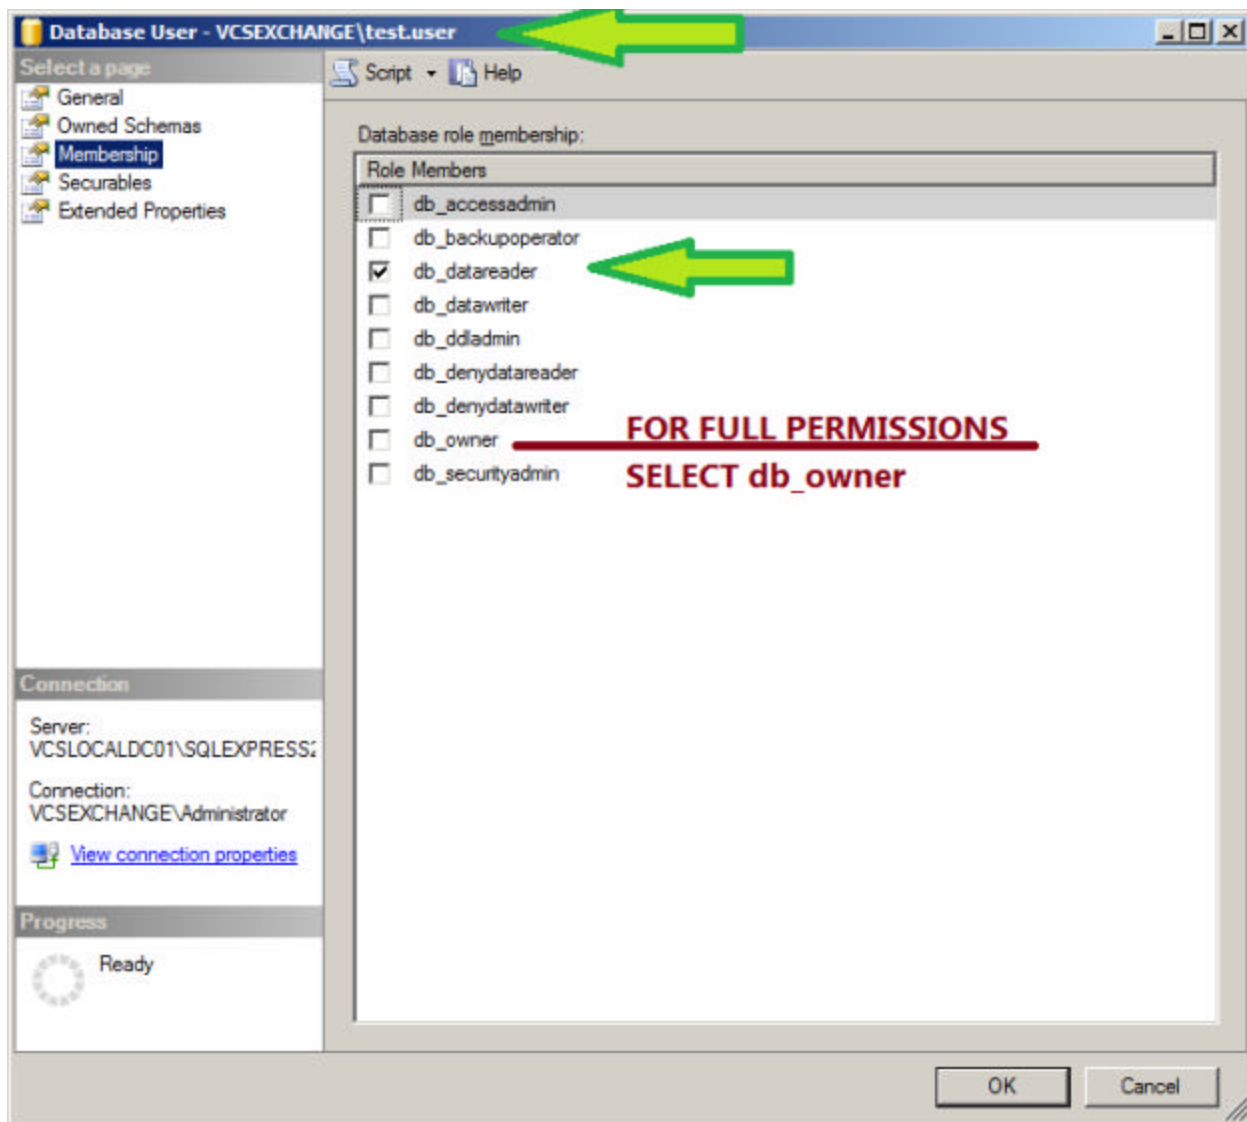 Database User - VCSEXCHANGE\test.user
Select a page
General
Owned Schemas
Membership
Securables
Extended Properties
Script Help
Database role membership:
Role Members
db_accessadmin
db_backupoperator
db_datareader
db_datawriter
db_ddladmin
db_denydatareader
db_denydatawriter
db_owner
db_securityadmin
FOR FULL PERMISSIONS
SELECT db_owner
Connection
Server:
VCSLOCALDC01\SQLEXPRESS
Connection:
VCSEXCHANGE\Administrator
View connection properties
Progress
Ready
OK Cancel